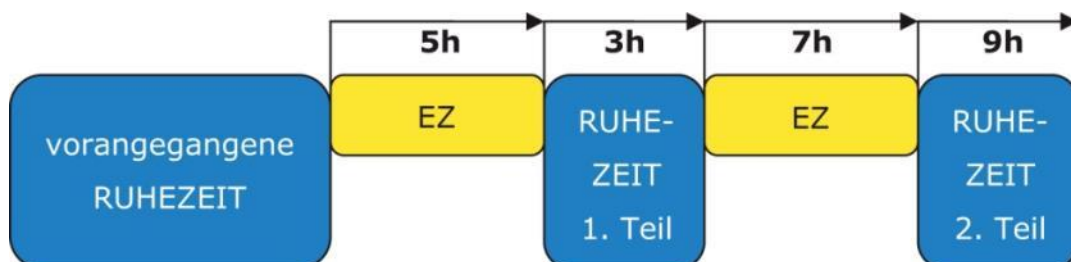 5h
3h
7h
9h
vorangegangene
RUHEZEIT
EZ
RUHE-
ZEIT
1. Teil
EZ
RUHE-
ZEIT
2. Teil